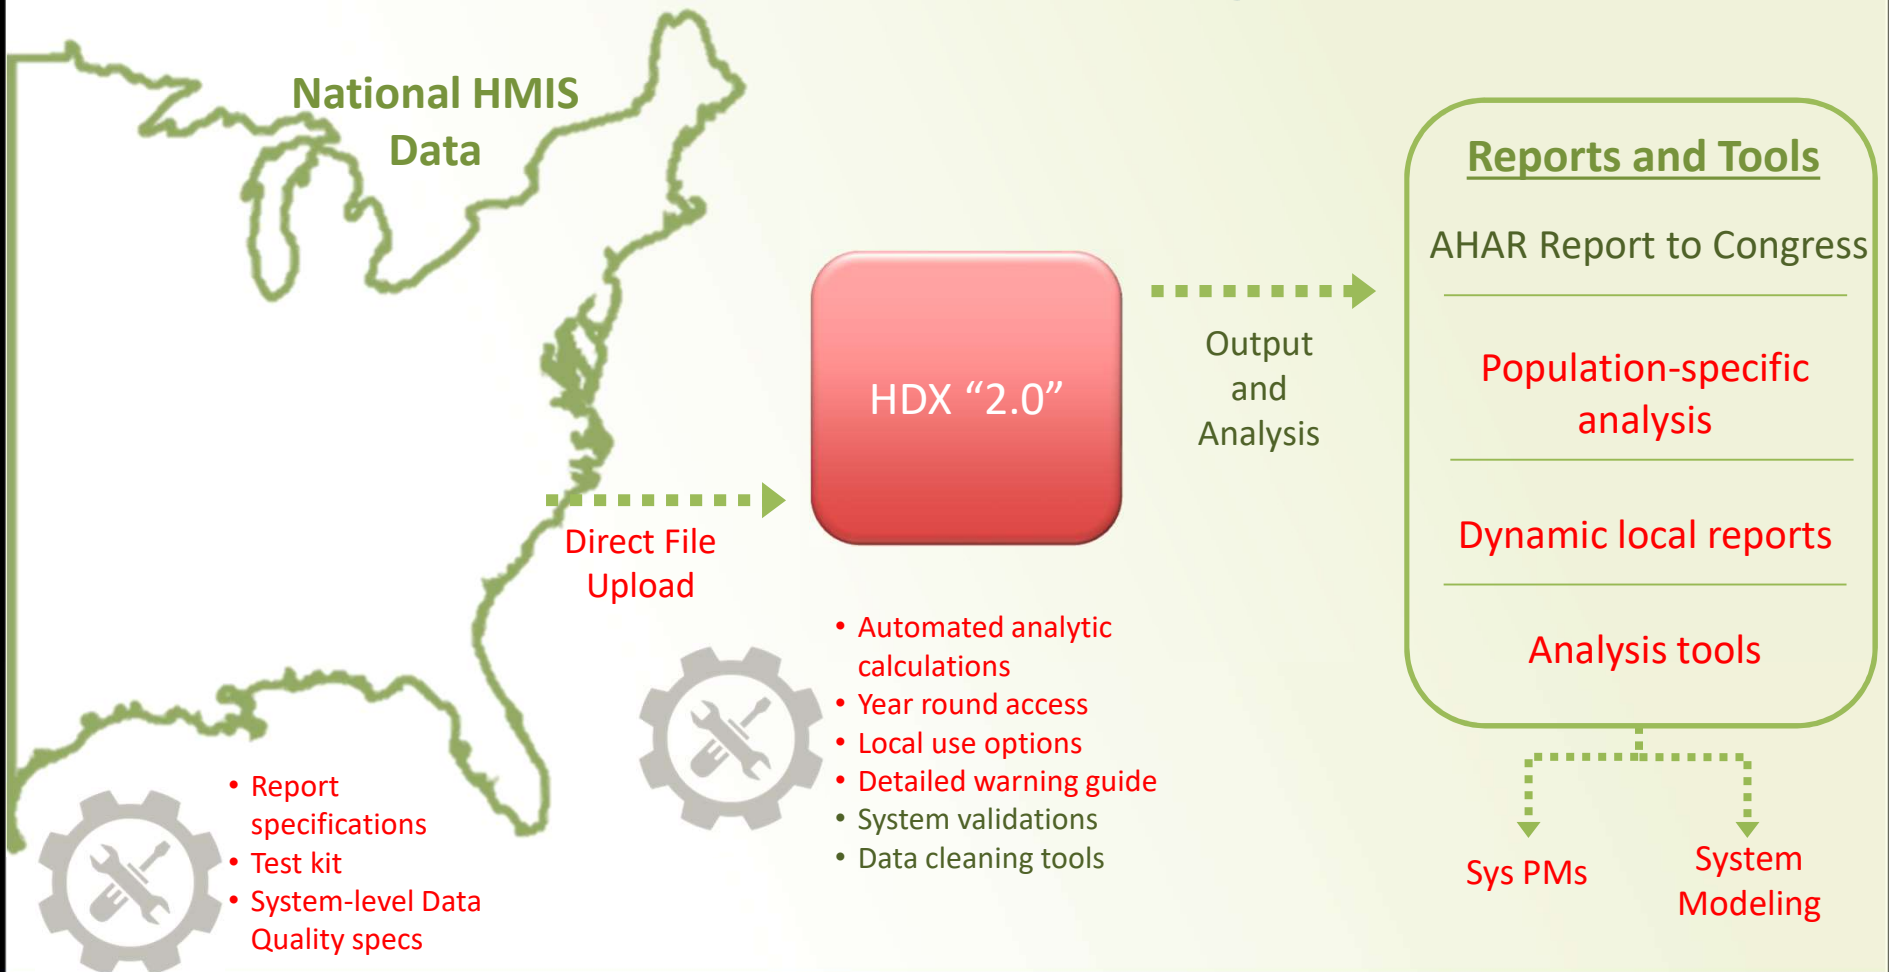 National HMIS
Data
Direct File
Upload
• Report
specifications
• Test kit
• System-level Data
Quality specs
HDX “2.0”
• Automated analytic
calculations
• Year round access
• Local use options
• Detailed warning guide
• System validations
• Data cleaning tools
Output
and
Analysis
Reports and Tools
AHAR Report to Congress
Population-specific
analysis
Dynamic local reports
Analysis tools
Sys PMs
System
Modeling